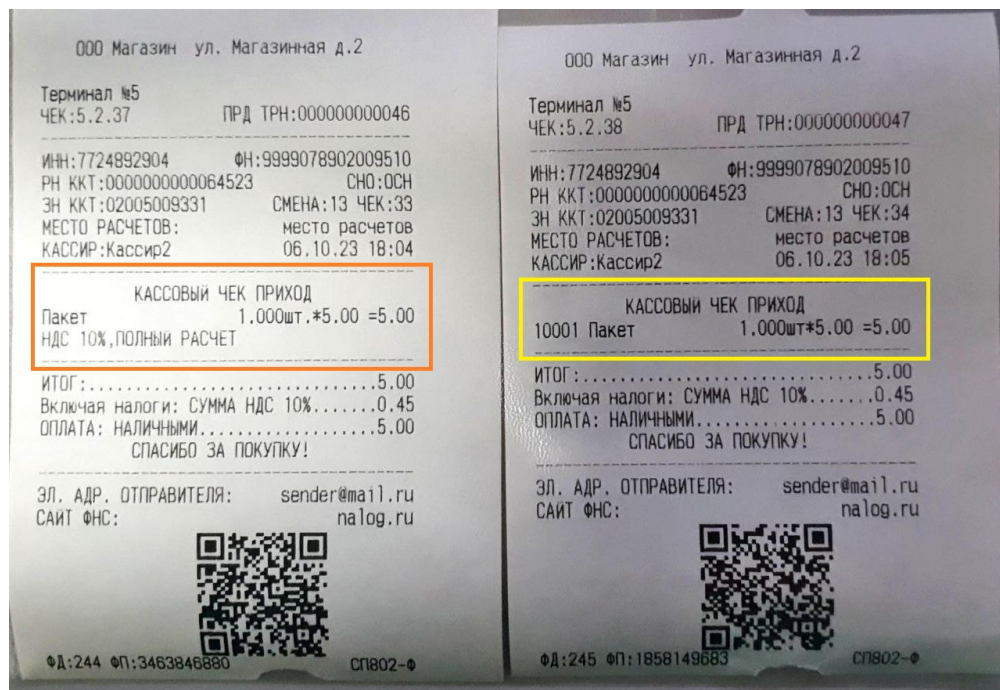 ООО Магазин ул. Магазинная д.2
Терминал №5
ЧЕК:5.2.37 ПРД ТРН:000000000046
ИНН:7724892904 ФН:9999078902009510
РН ККТ:0000000000064523 СНО:ОСН
ЗН ККТ:02005009331 СМЕНА:13 ЧЕК:33
МЕСТО РАСЧЕТОВ: место расчетов
КАССИР:Кассир2 06.10.23 18:04
КАССОВЫЙ ЧЕК ПРИХОД
Пакет 1.000шт.*5.00 =5.00
НДС 10%,ПОЛНЫЙ РАСЧЕТ
ИТОГ:..............................5.00
Включая налоги: СУММА НДС 10%.......0.45
ОПЛАТА: НАЛИЧНЫМИ...................5.00
СПАСИБО ЗА ПОКУПКУ!
ЭЛ. АДР. ОТПРАВИТЕЛЯ: sender@mail.ru
САЙТ ФНС: nalog.ru
ФД:244 ФП:3463846880 СП802-Ф
ООО Магазин ул. Магазинная д.2
Терминал №5
ЧЕК:5.2.38 ПРД ТРН:000000000047
ИНН:7724892904 ФН:9999078902009510
РН ККТ:0000000000064523 СНО:ОСН
ЗН ККТ:02005009331 СМЕНА:13 ЧЕК:34
МЕСТО РАСЧЕТОВ: место расчетов
КАССИР:Кассир2 06.10.23 18:05
КАССОВЫЙ ЧЕК ПРИХОД
10001 Пакет 1.000шт*5.00 =5.00
ИТОГ:..............................5.00
Включая налоги: СУММА НДС 10%.......0.45
ОПЛАТА: НАЛИЧНЫМИ...................5.00
СПАСИБО ЗА ПОКУПКУ!
ЭЛ. АДР. ОТПРАВИТЕЛЯ: sender@mail.ru
САЙТ ФНС: nalog.ru
ФД:245 ФП:1858149683 СП802-Ф